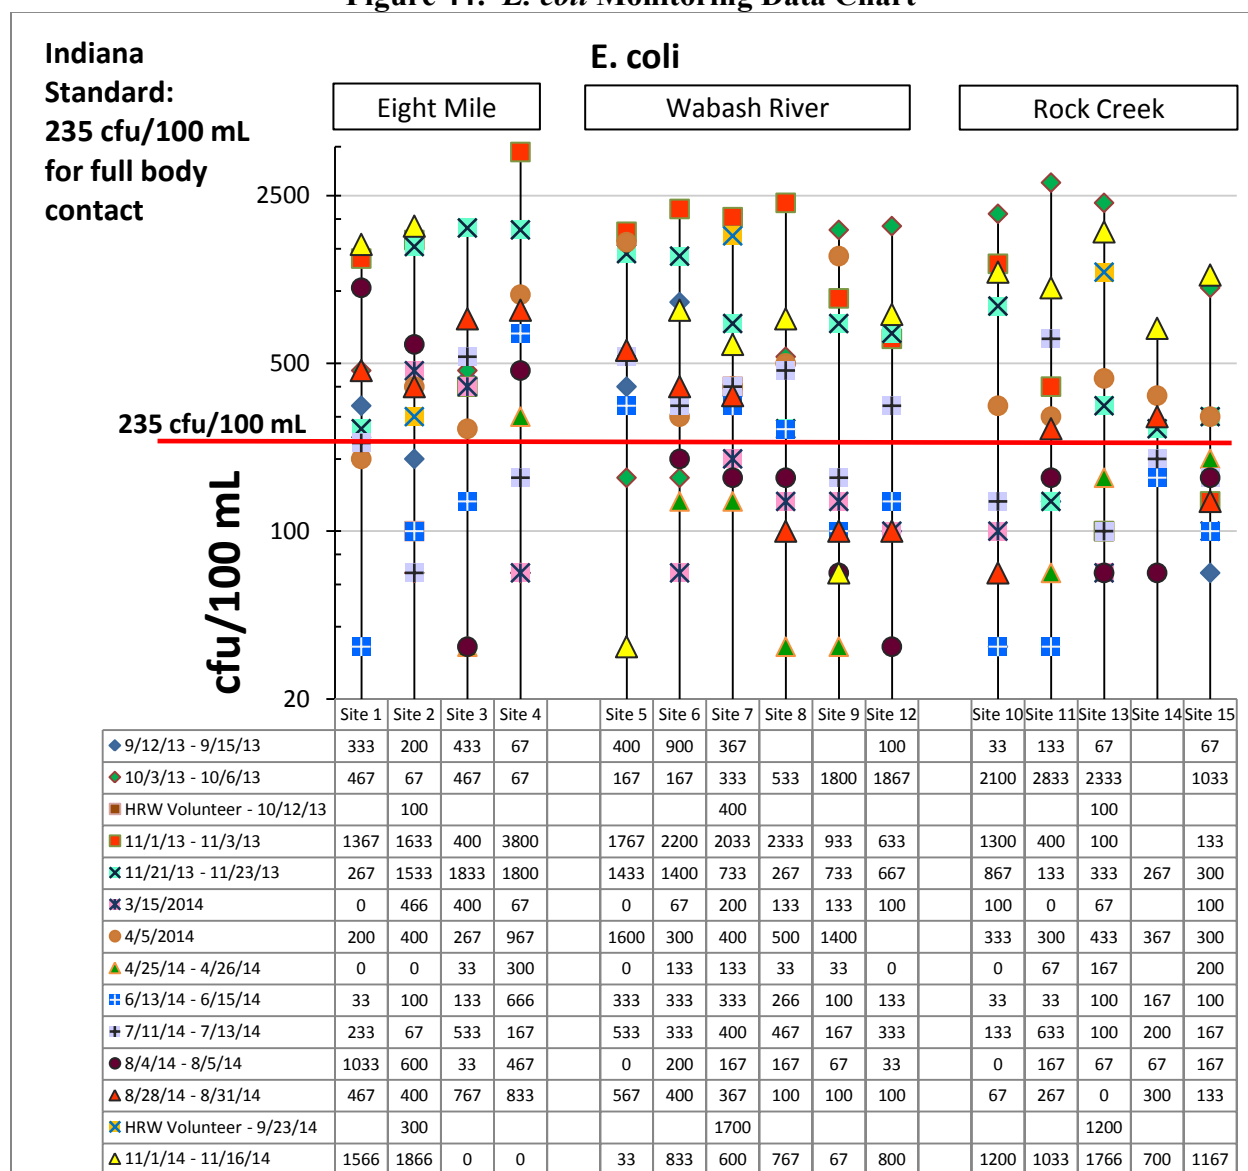 Figure 44:  E. coli Monitoring Data Chart
Indiana
Standard:
235 cfu/100 mL
for full body
contact
E. coli
Eight Mile
Wabash River
Rock Creek
2500
500
235 cfu/100 mL
100
20
cfu/100 mL
Site 1 Site 2 Site 3 Site 4 Site 5 Site 6 Site 7 Site 8 Site 9 Site 12 Site 10 Site 11 Site 13 Site 14 Site 15
9/12/13 - 9/15/13 333 200 433 67 400 900 367 100 33 133 67 67
10/3/13 - 10/6/13 467 67 467 67 167 167 333 533 1800 1867 2100 2833 2333 1033
HRW Volunteer - 10/12/13 100 400 100
11/1/13 - 11/3/13 1367 1633 400 3800 1767 2200 2033 2333 933 633 1300 400 100 133
11/21/13 - 11/23/13 267 1533 1833 1800 1433 1400 733 267 733 667 867 133 333 267 300
3/15/2014 0 466 400 67 0 67 200 133 133 100 100 0 67 100
4/5/2014 200 400 267 967 1600 300 400 500 1400 333 300 433 367 300
4/25/14 - 4/26/14 0 0 33 300 0 133 133 33 33 0 0 67 167 200
6/13/14 - 6/15/14 33 100 133 666 333 333 333 266 100 133 33 33 100 167 100
7/11/14 - 7/13/14 233 67 533 167 533 333 400 467 167 333 133 633 100 200 167
8/4/14 - 8/5/14 1033 600 33 467 0 200 167 167 67 33 0 167 67 67 167
8/28/14 - 8/31/14 467 400 767 833 567 400 367 100 100 100 67 267 0 300 133
HRW Volunteer - 9/23/14 300 1700 1200
11/1/14 - 11/16/14 1566 1866 0 0 33 833 600 767 67 800 1200 1033 1766 700 1167